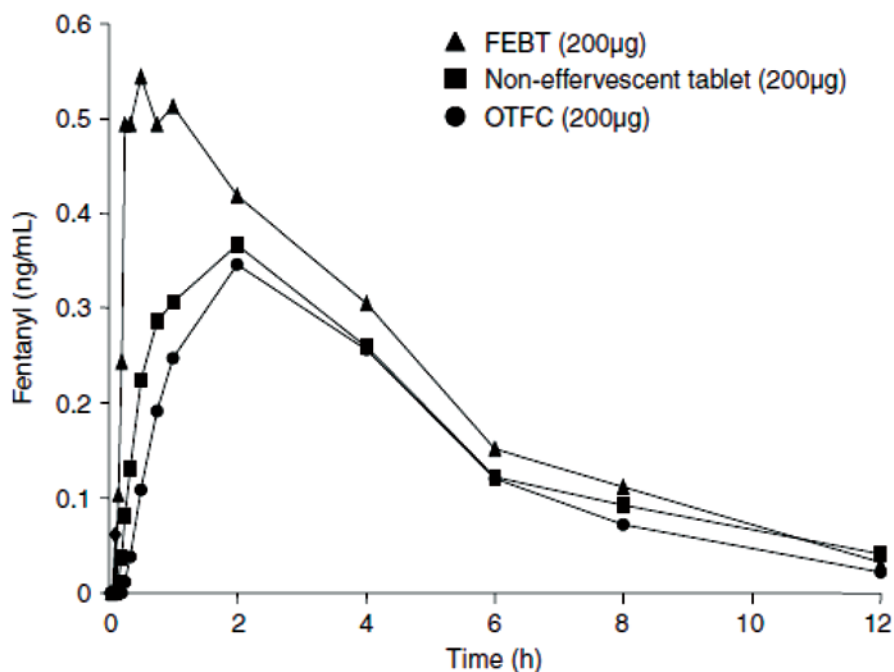 0.6
0.5
0.4
0.3
0.2
0.1
0
Fentanyl (ng/mL)
FEBT (200µg)
Non-effervescent tablet (200µg)
OTFC (200µg)
0 2 4 6 8 10 12
Time (h)